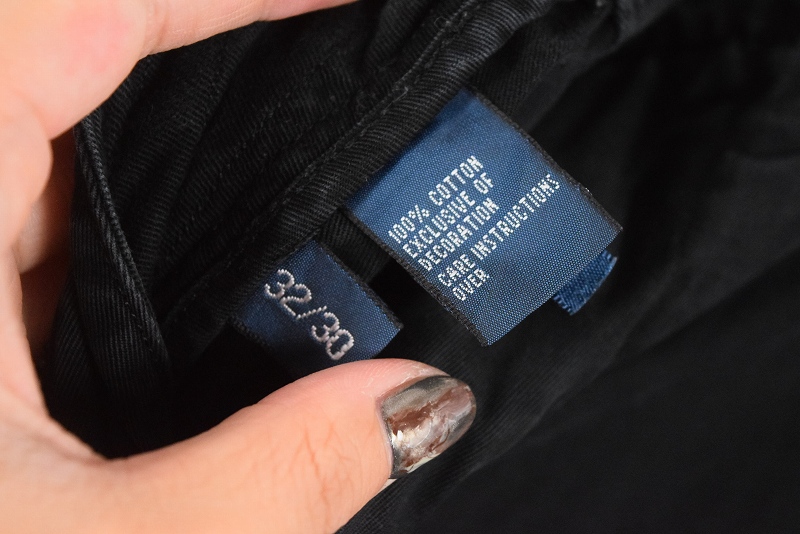 100% COTTON
EXCLUSIVE OF
DECORATION
CARE INSTRUCTIONS
OVER
32/30